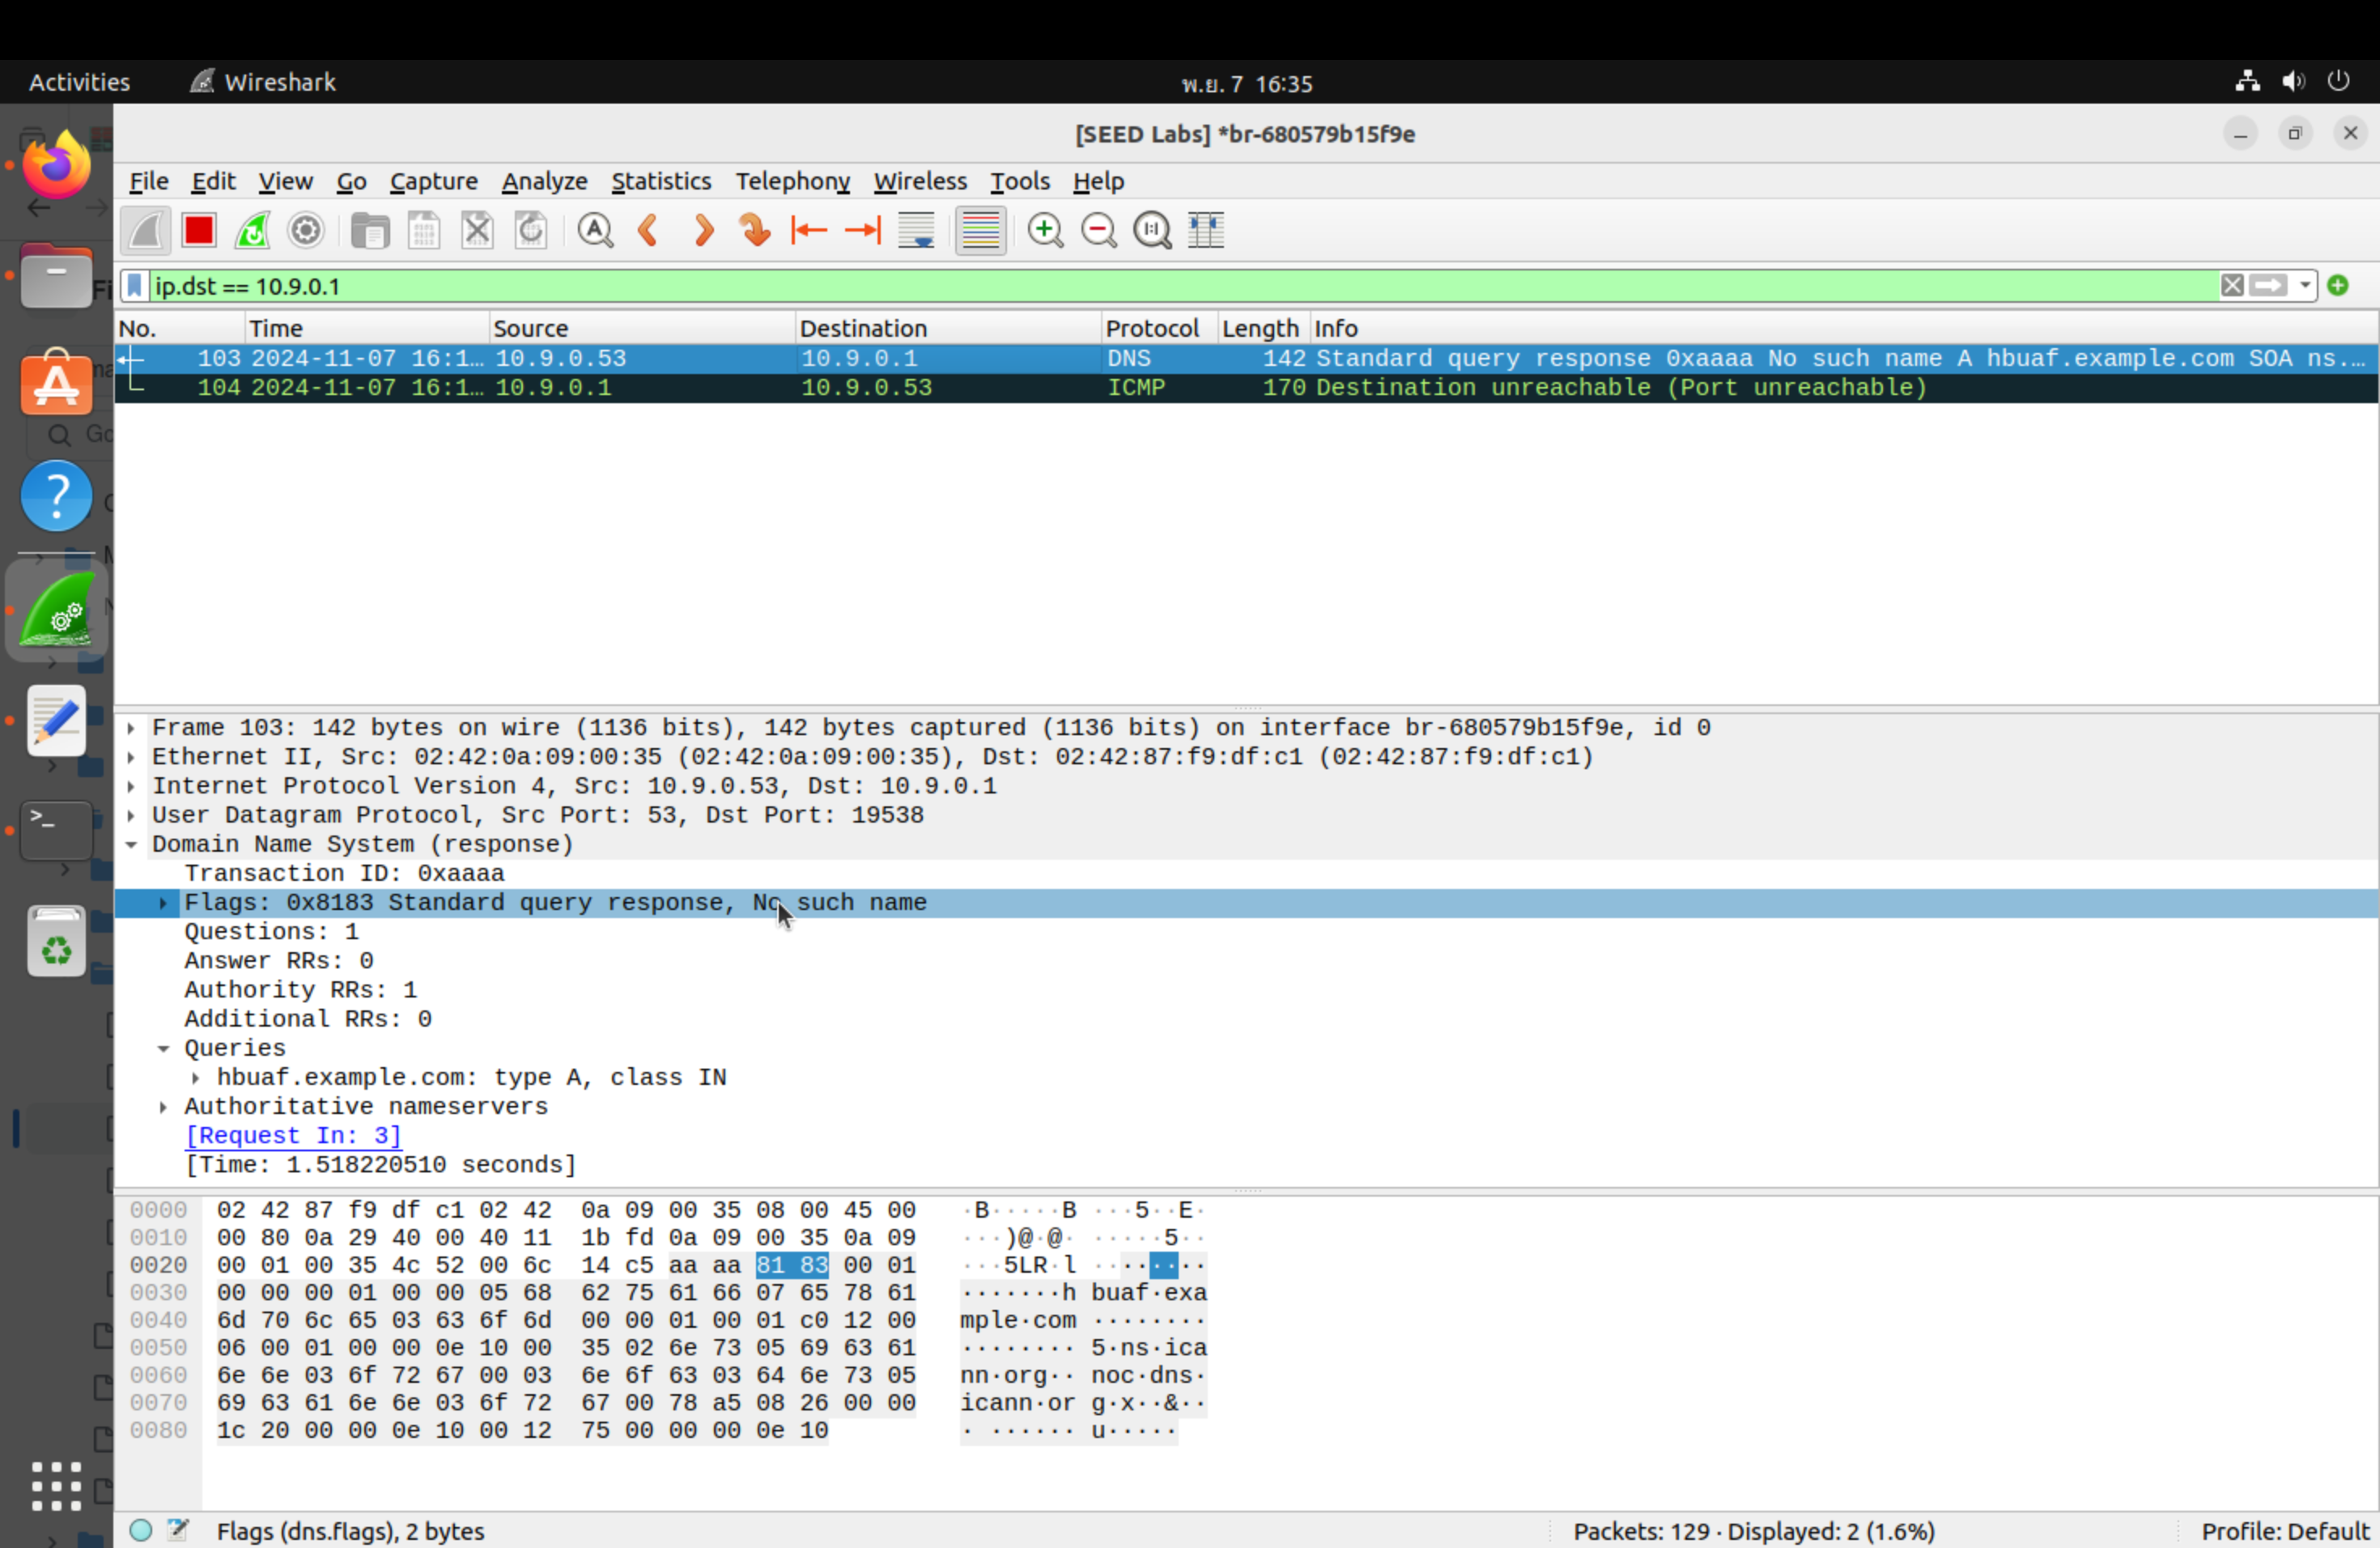 Activities Wireshark พ.ย. 7 16:35
[SEED Labs] *br-680579b15f9e
File Edit View Go Capture Analyze Statistics Telephony Wireless Tools Help
ip.dst == 10.9.0.1
No. Time Source Destination Protocol Length Info
103 2024-11-07 16:1… 10.9.0.53 10.9.0.1 DNS 142 Standard query response 0xaaaa No such name A hbuaf.example.com SOA ns.…
104 2024-11-07 16:1… 10.9.0.1 10.9.0.53 ICMP 170 Destination unreachable (Port unreachable)
Frame 103: 142 bytes on wire (1136 bits), 142 bytes captured (1136 bits) on interface br-680579b15f9e, id 0
Ethernet II, Src: 02:42:0a:09:00:35 (02:42:0a:09:00:35), Dst: 02:42:87:f9:df:c1 (02:42:87:f9:df:c1)
Internet Protocol Version 4, Src: 10.9.0.53, Dst: 10.9.0.1
User Datagram Protocol, Src Port: 53, Dst Port: 19538
Domain Name System (response)
Transaction ID: 0xaaaa
Flags: 0x8183 Standard query response, No such name
Questions: 1
Answer RRs: 0
Authority RRs: 1
Additional RRs: 0
Queries
hbuaf.example.com: type A, class IN
Authoritative nameservers
[Request In: 3]
[Time: 1.518220510 seconds]
0000 02 42 87 f9 df c1 02 42 0a 09 00 35 08 00 45 00 ·B·····B ···5··E·
0010 00 80 0a 29 40 00 40 11 1b fd 0a 09 00 35 0a 09 ···)@·@· ·····5··
0020 00 01 00 35 4c 52 00 6c 14 c5 aa aa 81 83 00 01 ···5LR·l ········
0030 00 00 00 01 00 00 05 68 62 75 61 66 07 65 78 61 ·······h buaf·exa
0040 6d 70 6c 65 03 63 6f 6d 00 00 01 00 01 c0 12 00 mple·com ········
0050 06 00 01 00 00 0e 10 00 35 02 6e 73 05 69 63 61 ········ 5·ns·ica
0060 6e 6e 03 6f 72 67 00 03 6e 6f 63 03 64 6e 73 05 nn·org·· noc·dns·
0070 69 63 61 6e 6e 03 6f 72 67 00 78 a5 08 26 00 00 icann·or g·x··&··
0080 1c 20 00 00 0e 10 00 12 75 00 00 00 0e 10 · ······ u·····
Flags (dns.flags), 2 bytes Packets: 129 · Displayed: 2 (1.6%) Profile: Default